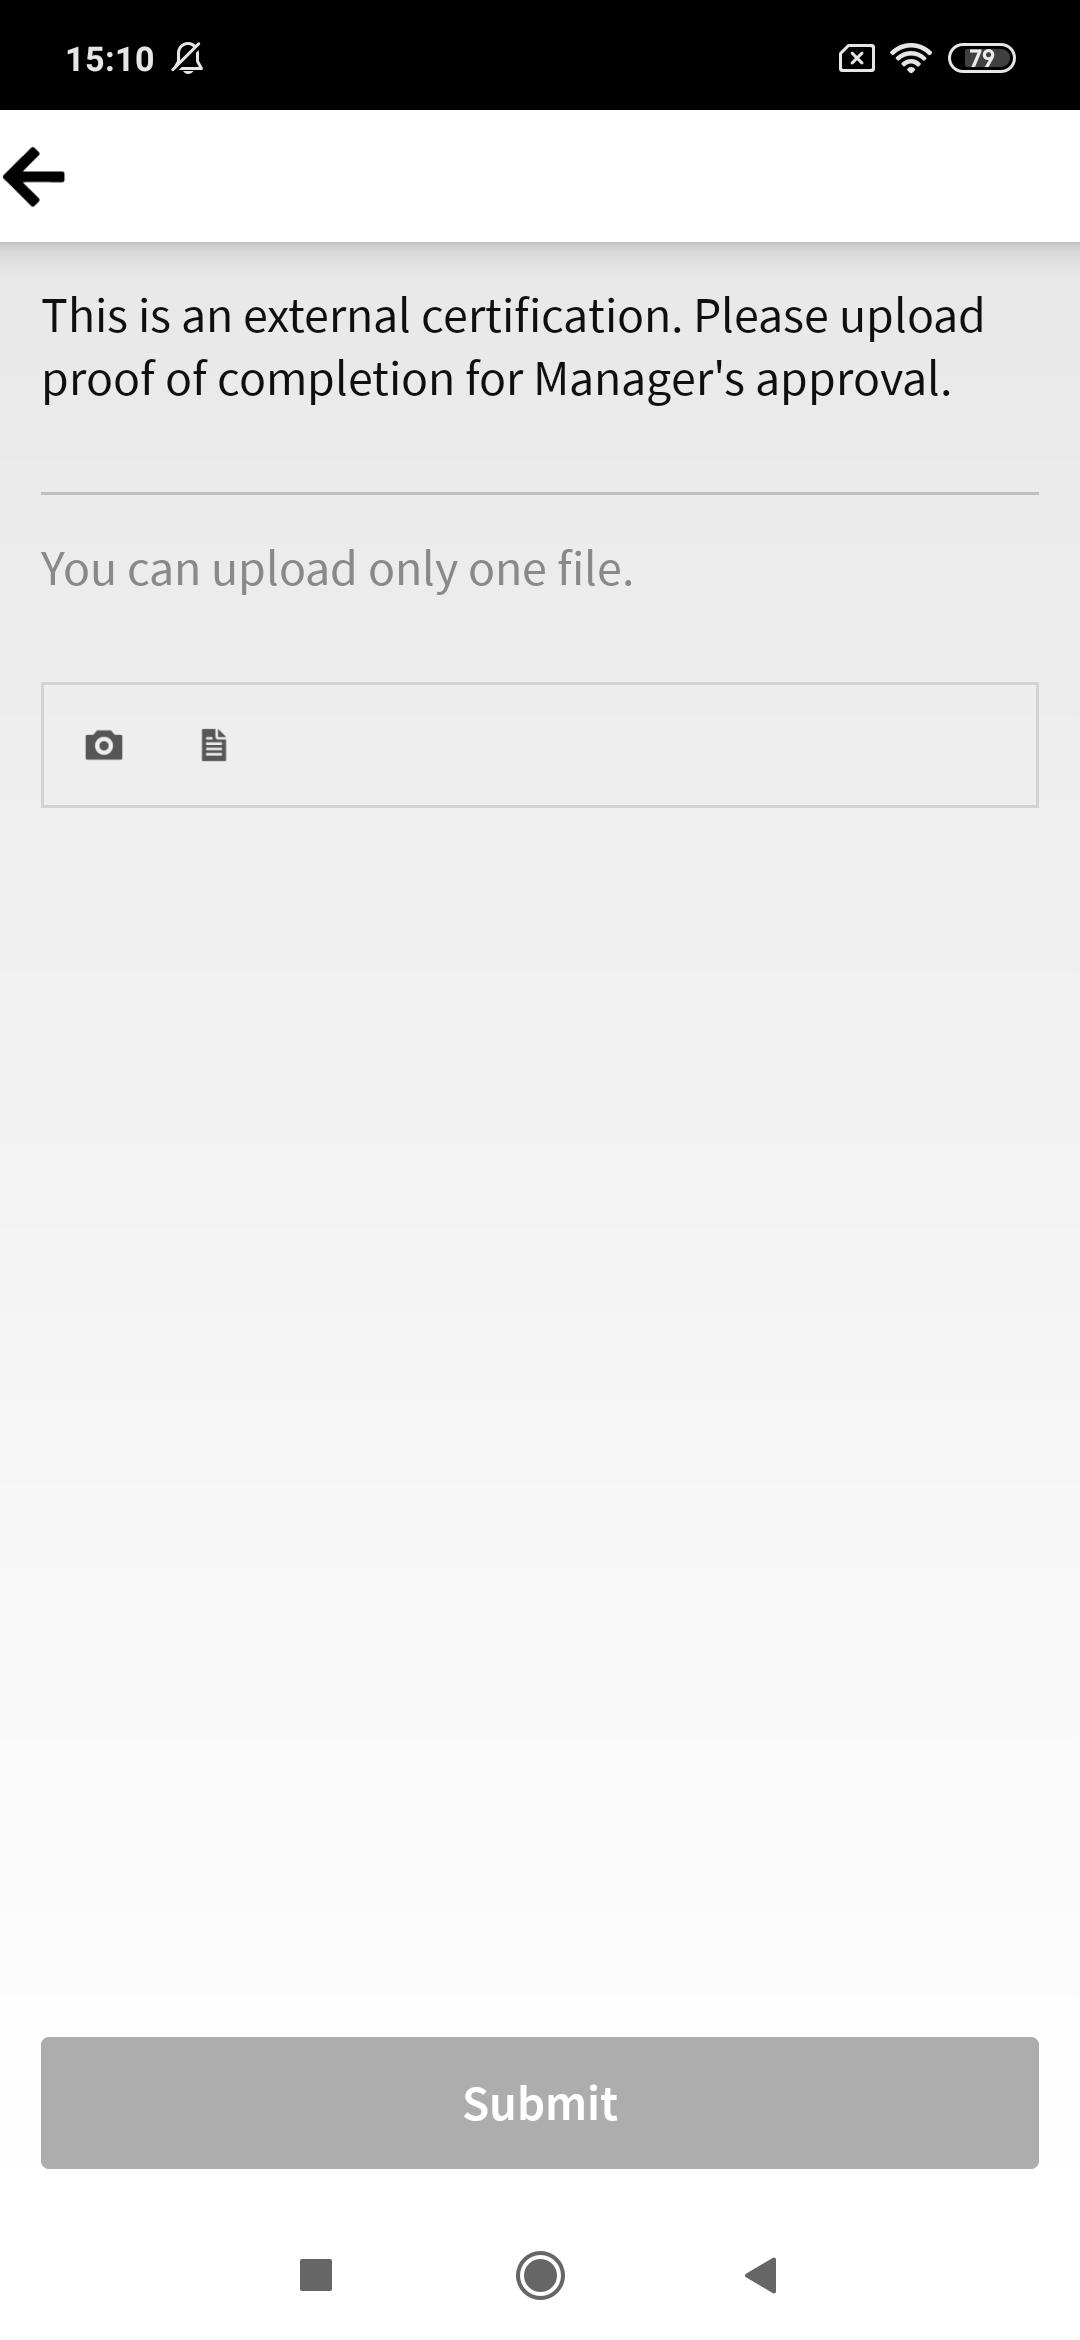 15:10
79
This is an external certification. Please upload
proof of completion for Manager's approval.
You can upload only one file.
Submit